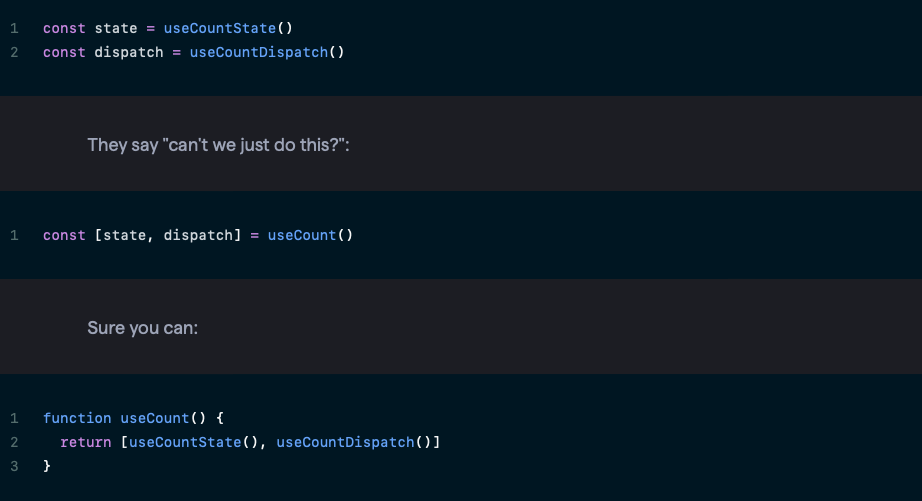 1 const state = useCountState()
2 const dispatch = useCountDispatch()
They say "can't we just do this?":
1 const [state, dispatch] = useCount()
Sure you can:
1 function useCount() {
2   return [useCountState(), useCountDispatch()]
3 }